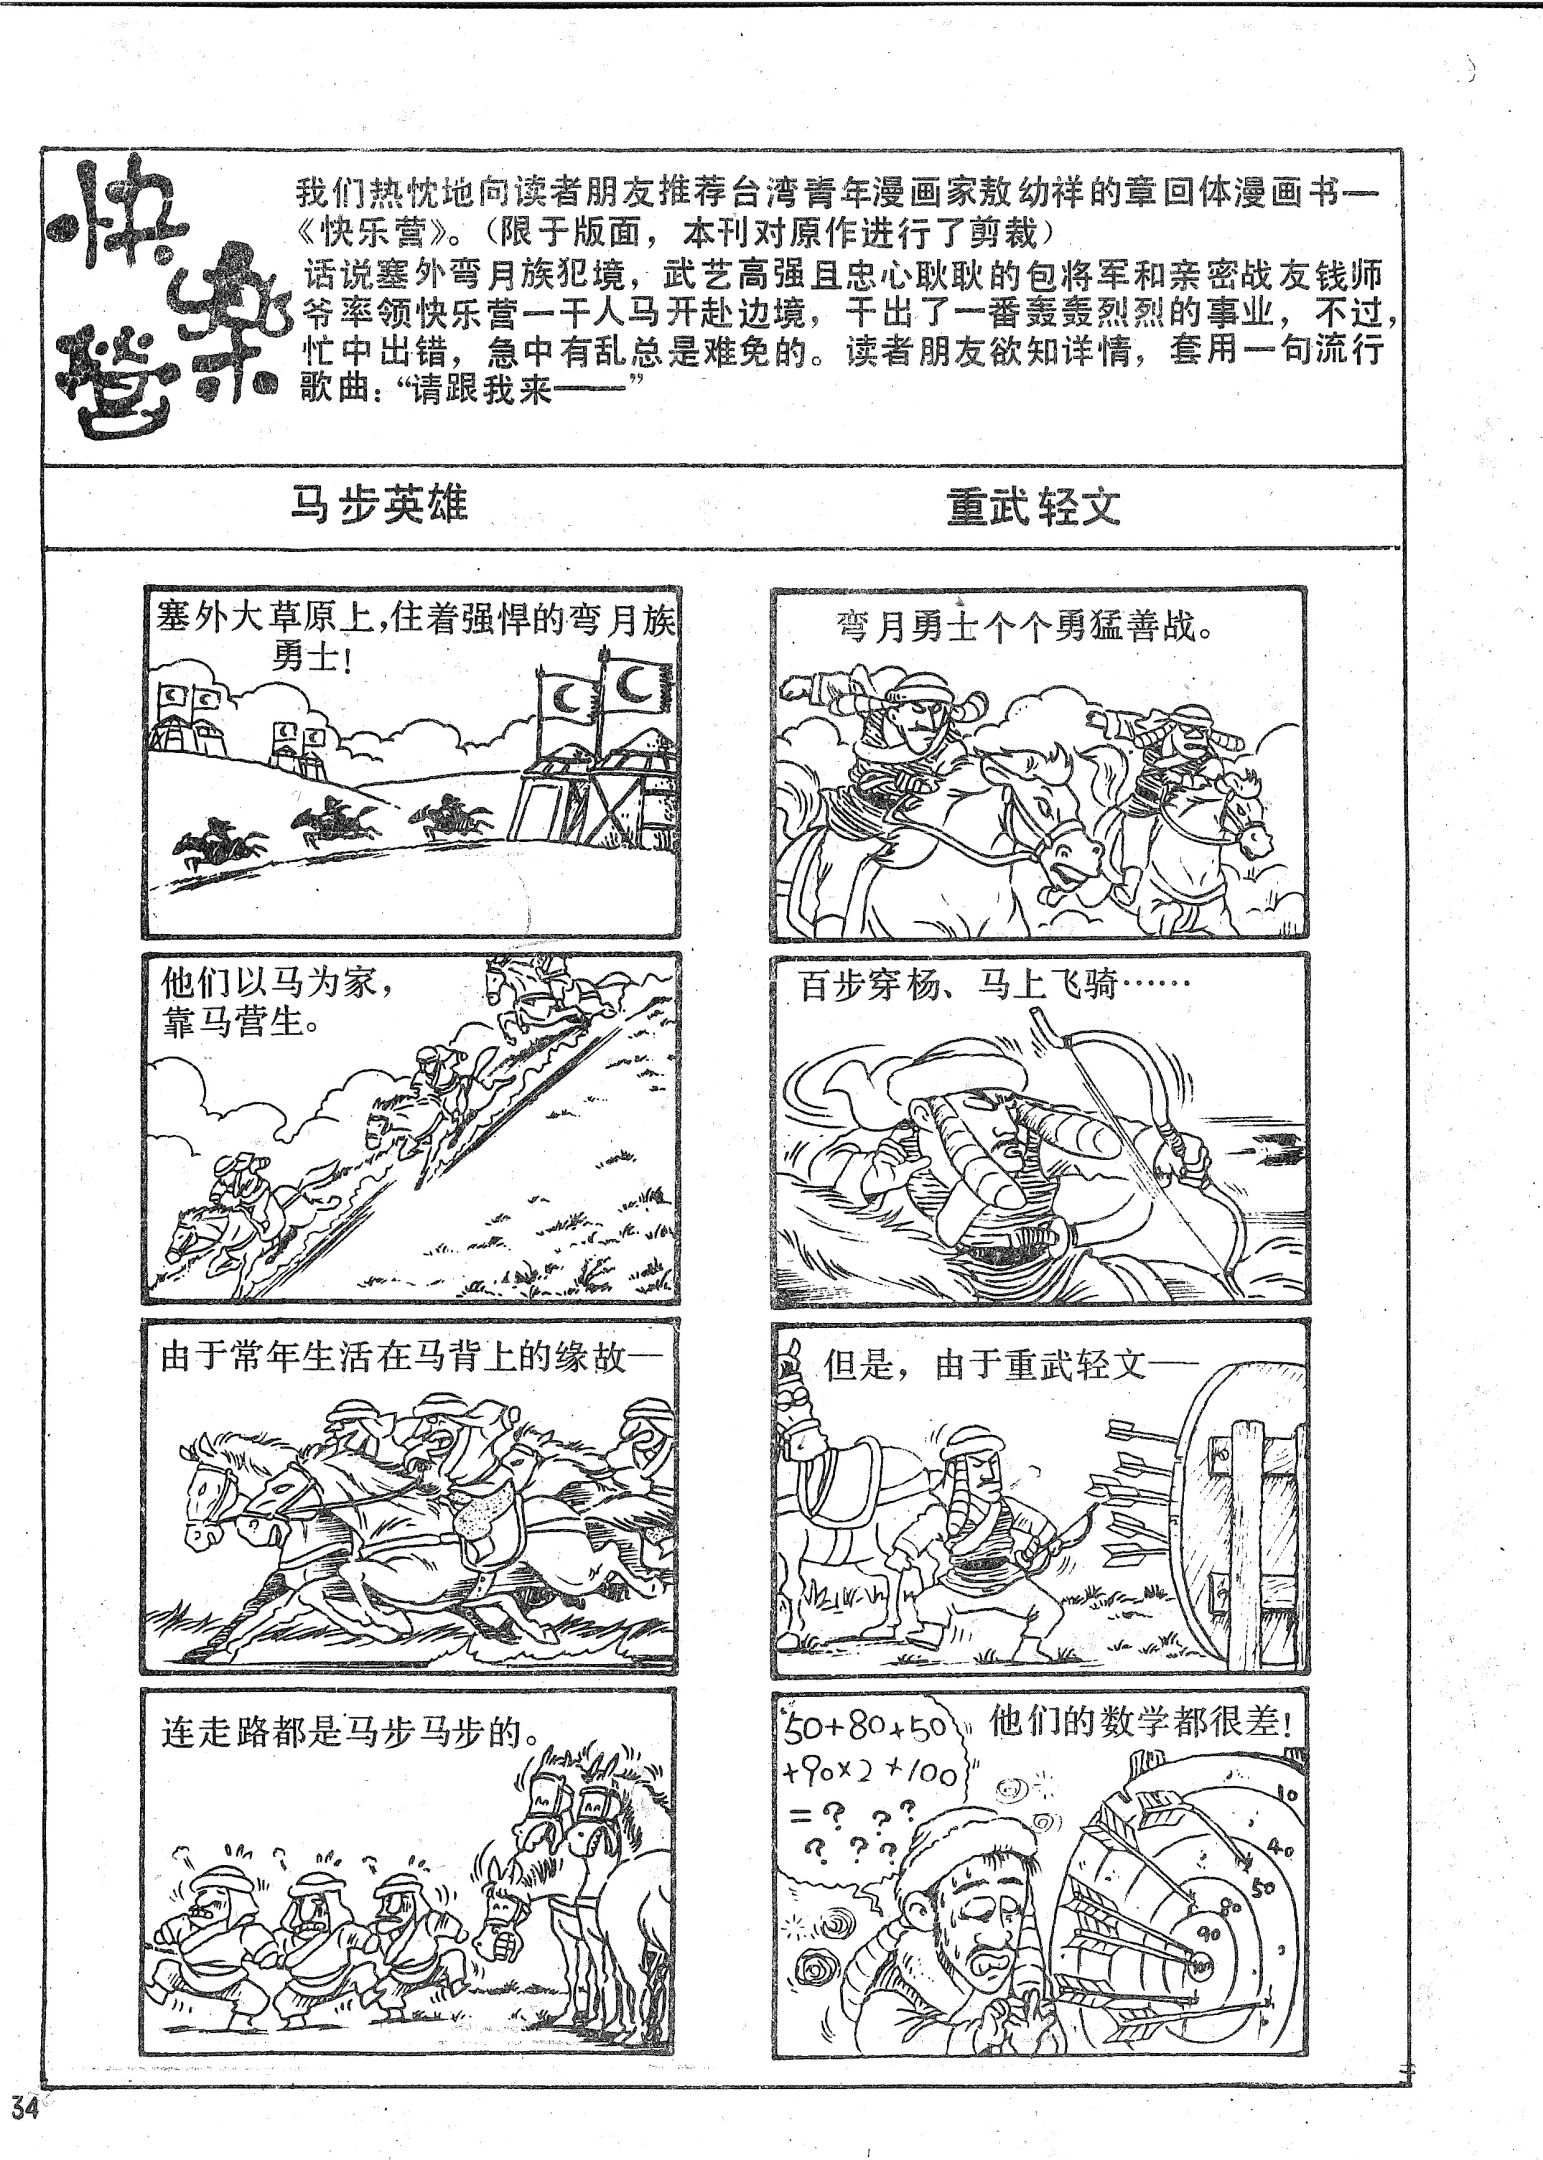 快乐營
我们热忱地向读者朋友推荐台湾青年漫画家敖幼祥的章回体漫画书—
《快乐营》。(限于版面，本刊对原作进行了剪裁)
话说塞外弯月族犯境，武艺高强且忠心耿耿的包将军和亲密战友钱师
爷率领快乐营一干人马开赴边境，干出了一番轰轰烈烈的事业，不过，
忙中出错，急中有乱总是难免的。读者朋友欲知详情，套用一句流行
歌曲：“请跟我来——”
马步英雄
塞外大草原上，住着强悍的弯月族
勇士！
他们以马为家，
靠马营生。
由于常年生活在马背上的缘故—
连走路都是马步马步的。
重武轻文
弯月勇士个个勇猛善战。
百步穿杨、马上飞骑……
但是，由于重武轻文—
他们的数学都很差！
50+80+50
+90×2+100
=? ? ?
? ? ?
10
40
50
80
90
100
34